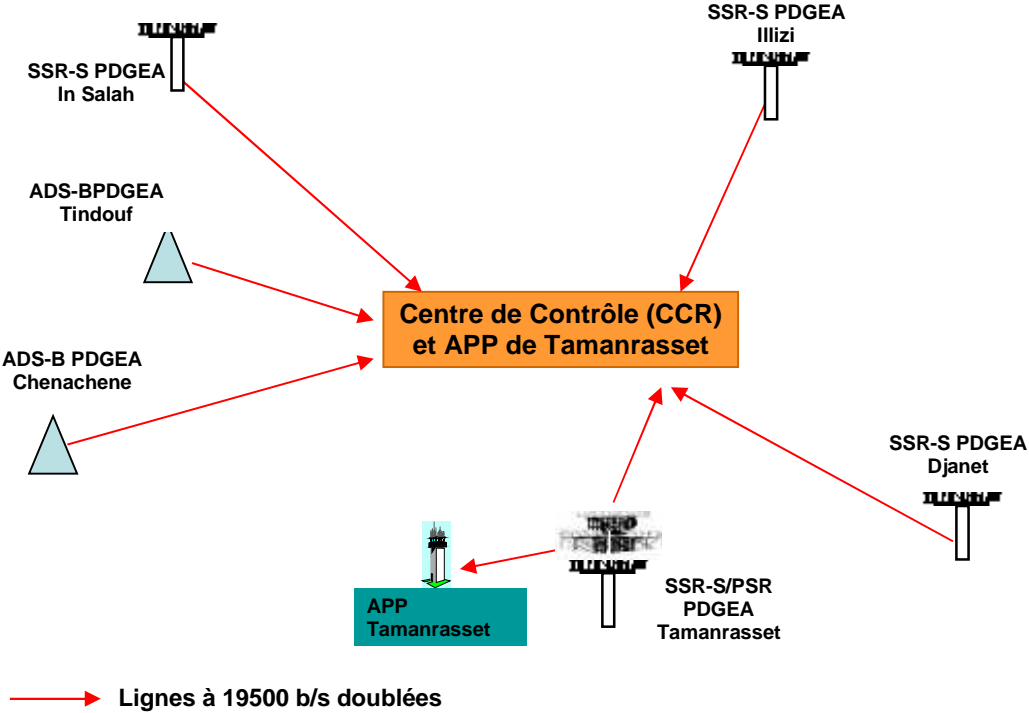 SSR-S PDGEA
Illizi
SSR-S PDGEA
In Salah
ADS-BPDGEA
Tindouf
Centre de Contrôle (CCR)
et APP de Tamanrasset
ADS-B PDGEA
Chenachene
SSR-S PDGEA
Djanet
APP
Tamanrasset
SSR-S/PSR
PDGEA
Tamanrasset
Lignes à 19500 b/s doublées